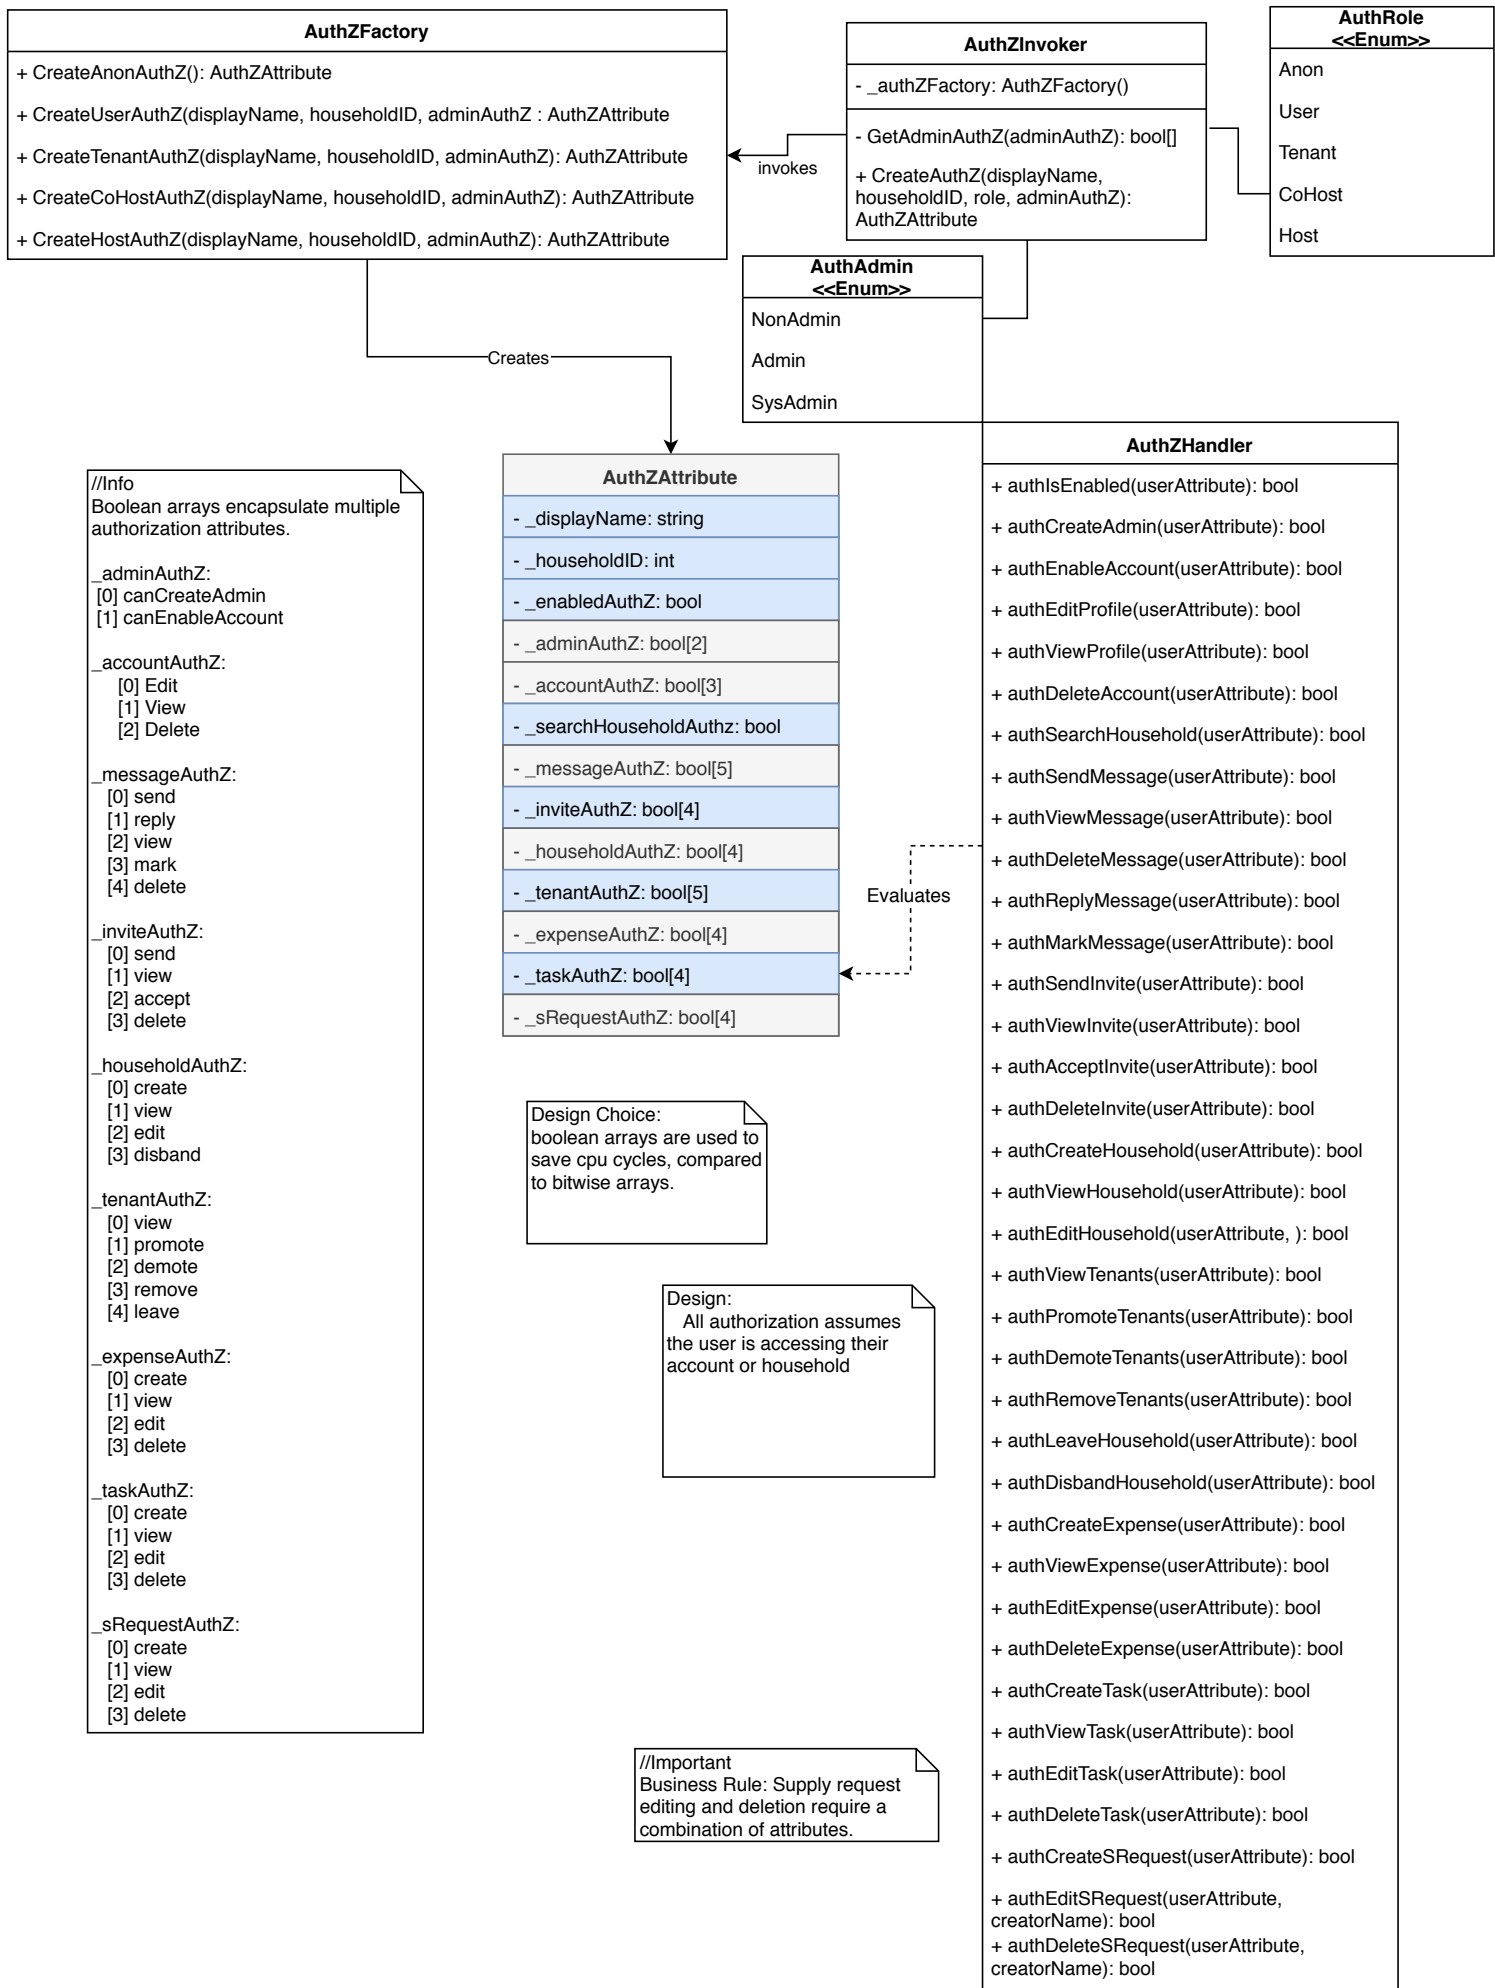 AuthZFactory
+ CreateAnonAuthZ(): AuthZAttribute
+ CreateUserAuthZ(displayName, householdID, adminAuthZ : AuthZAttribute
+ CreateTenantAuthZ(displayName, householdID, adminAuthZ): AuthZAttribute
+ CreateCoHostAuthZ(displayName, householdID, adminAuthZ): AuthZAttribute
+ CreateHostAuthZ(displayName, householdID, adminAuthZ): AuthZAttribute
invokes
AuthZInvoker
- _authZFactory: AuthZFactory()
- GetAdminAuthZ(adminAuthZ): bool[]
+ CreateAuthZ(displayName,
householdID, role, adminAuthZ):
AuthZAttribute
AuthRole
<<Enum>>
Anon
User
Tenant
CoHost
Host
AuthAdmin
<<Enum>>
NonAdmin
Admin
SysAdmin
Creates
//Info
Boolean arrays encapsulate multiple
authorization attributes.
_adminAuthZ:
[0] canCreateAdmin
[1] canEnableAccount
_accountAuthZ:
[0] Edit
[1] View
[2] Delete
_messageAuthZ:
[0] send
[1] reply
[2] view
[3] mark
[4] delete
_inviteAuthZ:
[0] send
[1] view
[2] accept
[3] delete
_householdAuthZ:
[0] create
[1] view
[2] edit
[3] disband
_tenantAuthZ:
[0] view
[1] promote
[2] demote
[3] remove
[4] leave
_expenseAuthZ:
[0] create
[1] view
[2] edit
[3] delete
_taskAuthZ:
[0] create
[1] view
[2] edit
[3] delete
_sRequestAuthZ:
[0] create
[1] view
[2] edit
[3] delete
AuthZAttribute
- _displayName: string
- _householdID: int
- _enabledAuthZ: bool
- _adminAuthZ: bool[2]
- _accountAuthZ: bool[3]
- _searchHouseholdAuthz: bool
- _messageAuthZ: bool[5]
- _inviteAuthZ: bool[4]
- _householdAuthZ: bool[4]
- _tenantAuthZ: bool[5]
- _expenseAuthZ: bool[4]
- _taskAuthZ: bool[4]
- _sRequestAuthZ: bool[4]
Evaluates
Design Choice:
boolean arrays are used to
save cpu cycles, compared
to bitwise arrays.
Design:
All authorization assumes
the user is accessing their
account or household
//Important
Business Rule: Supply request
editing and deletion require a
combination of attributes.
AuthZHandler
+ authIsEnabled(userAttribute): bool
+ authCreateAdmin(userAttribute): bool
+ authEnableAccount(userAttribute): bool
+ authEditProfile(userAttribute): bool
+ authViewProfile(userAttribute): bool
+ authDeleteAccount(userAttribute): bool
+ authSearchHousehold(userAttribute): bool
+ authSendMessage(userAttribute): bool
+ authViewMessage(userAttribute): bool
+ authDeleteMessage(userAttribute): bool
+ authReplyMessage(userAttribute): bool
+ authMarkMessage(userAttribute): bool
+ authSendInvite(userAttribute): bool
+ authViewInvite(userAttribute): bool
+ authAcceptInvite(userAttribute): bool
+ authDeleteInvite(userAttribute): bool
+ authCreateHousehold(userAttribute): bool
+ authViewHousehold(userAttribute): bool
+ authEditHousehold(userAttribute, ): bool
+ authViewTenants(userAttribute): bool
+ authPromoteTenants(userAttribute): bool
+ authDemoteTenants(userAttribute): bool
+ authRemoveTenants(userAttribute): bool
+ authLeaveHousehold(userAttribute): bool
+ authDisbandHousehold(userAttribute): bool
+ authCreateExpense(userAttribute): bool
+ authViewExpense(userAttribute): bool
+ authEditExpense(userAttribute): bool
+ authDeleteExpense(userAttribute): bool
+ authCreateTask(userAttribute): bool
+ authViewTask(userAttribute): bool
+ authEditTask(userAttribute): bool
+ authDeleteTask(userAttribute): bool
+ authCreateSRequest(userAttribute): bool
+ authEditSRequest(userAttribute,
creatorName): bool
+ authDeleteSRequest(userAttribute,
creatorName): bool